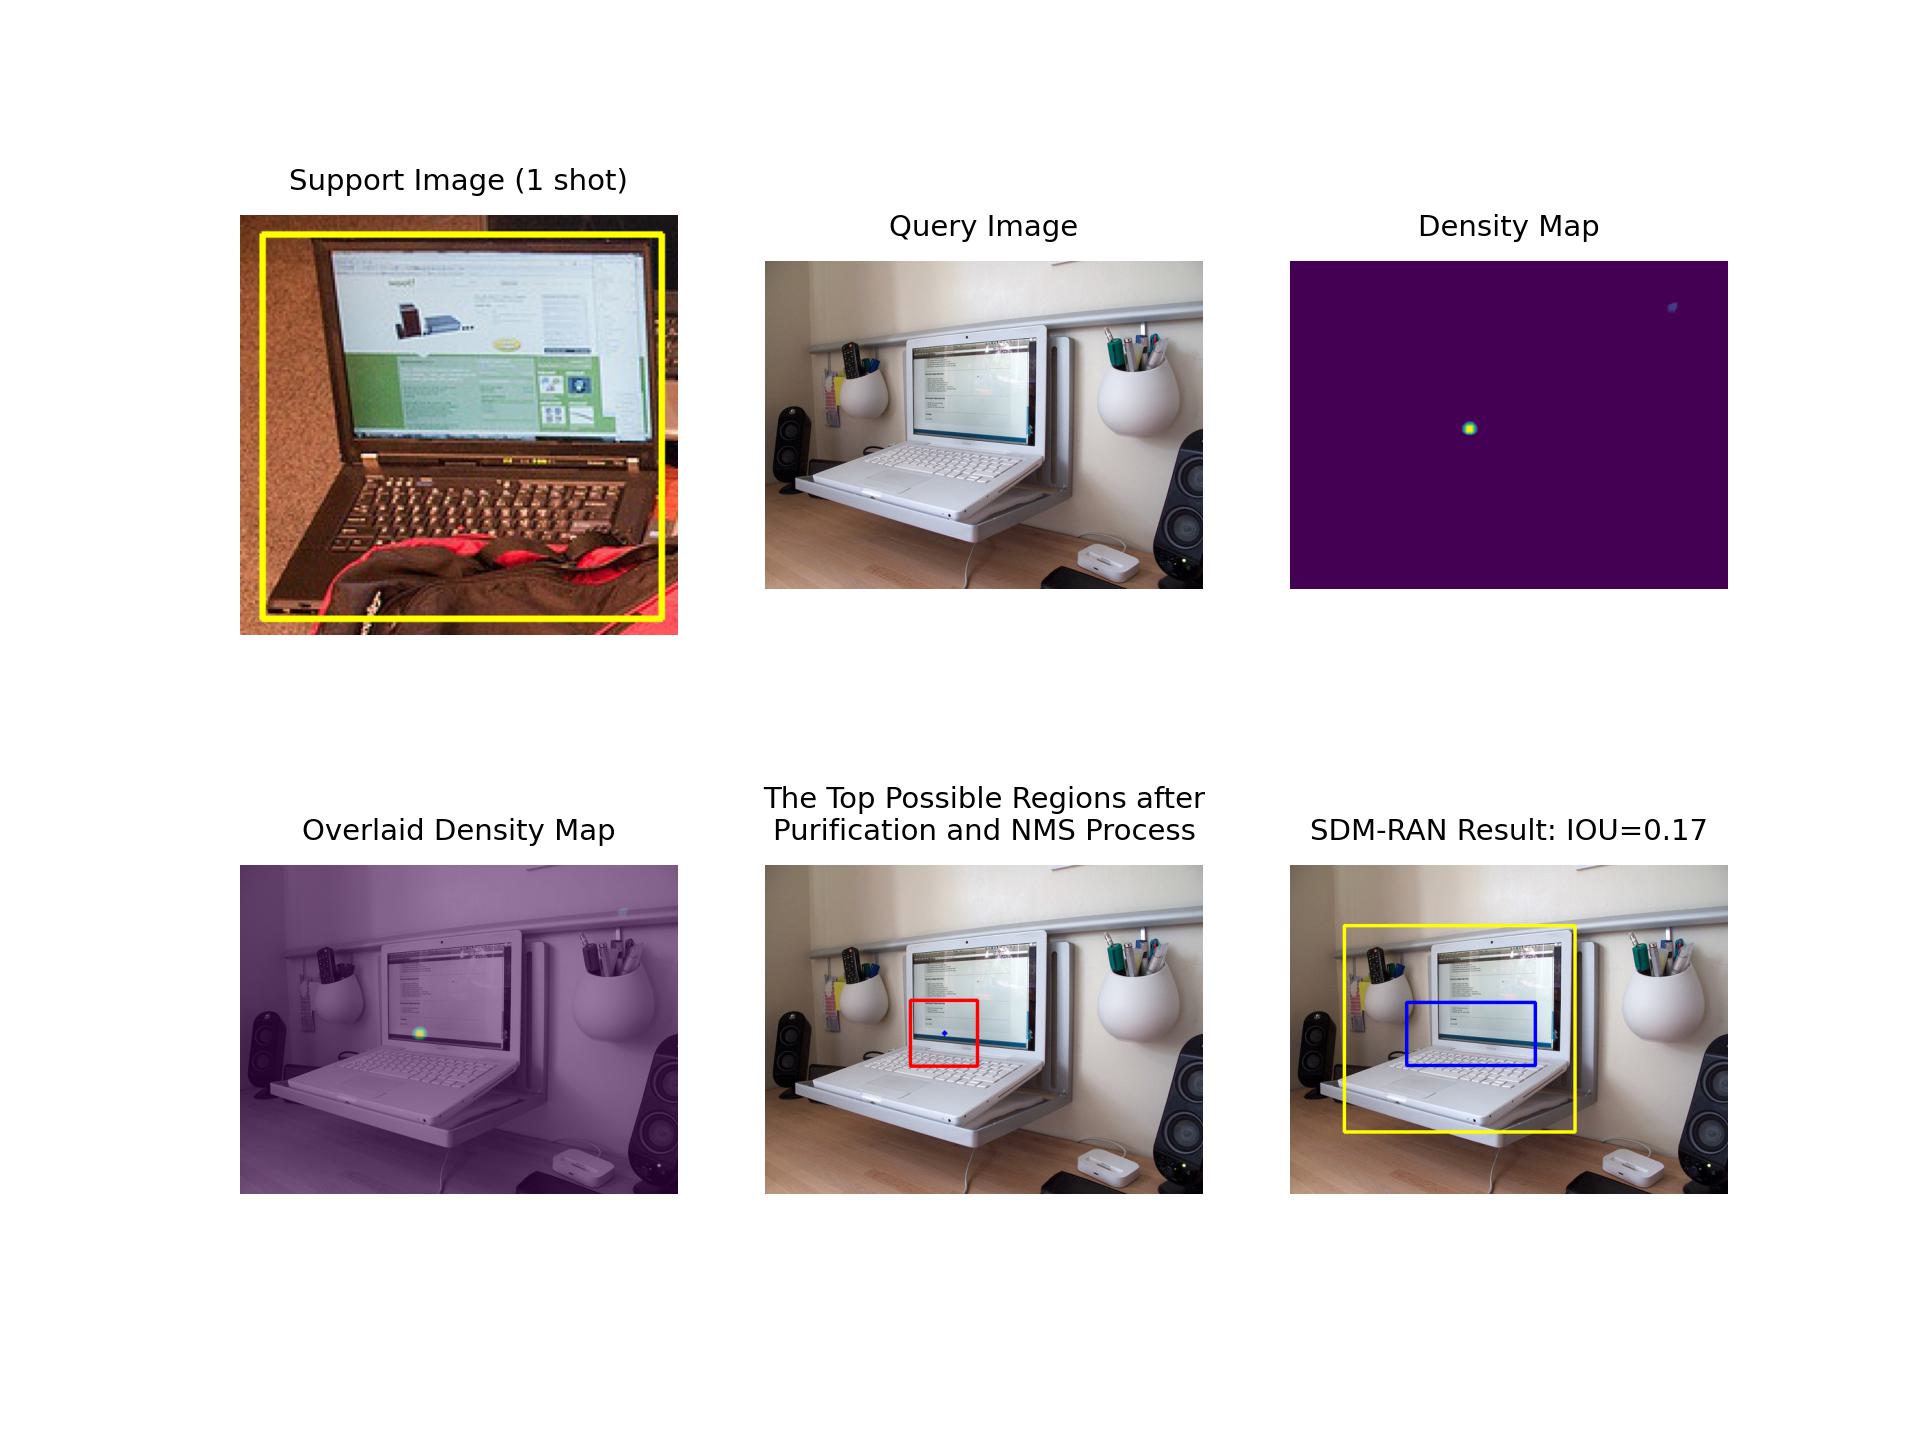 Support Image (1 shot)
Query Image
Density Map
Overlaid Density Map
The Top Possible Regions after
Purification and NMS Process
SDM-RAN Result: IOU=0.17